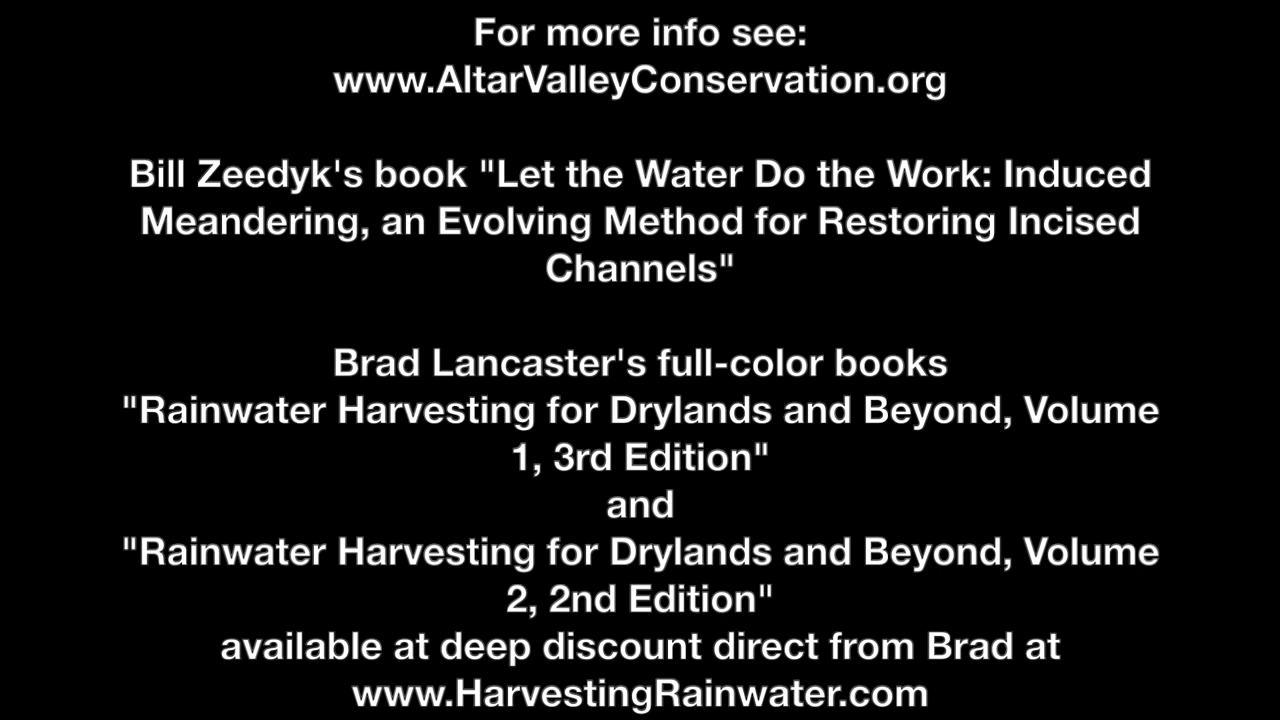 For more info see:
www.AltarValleyConservation.org
Bill Zeedyk's book "Let the Water Do the Work: Induced
Meandering, an Evolving Method for Restoring Incised
Channels"
Brad Lancaster's full-color books
"Rainwater Harvesting for Drylands and Beyond, Volume
1, 3rd Edition"
and
"Rainwater Harvesting for Drylands and Beyond, Volume
2, 2nd Edition"
available at deep discount direct from Brad at
www.HarvestingRainwater.com